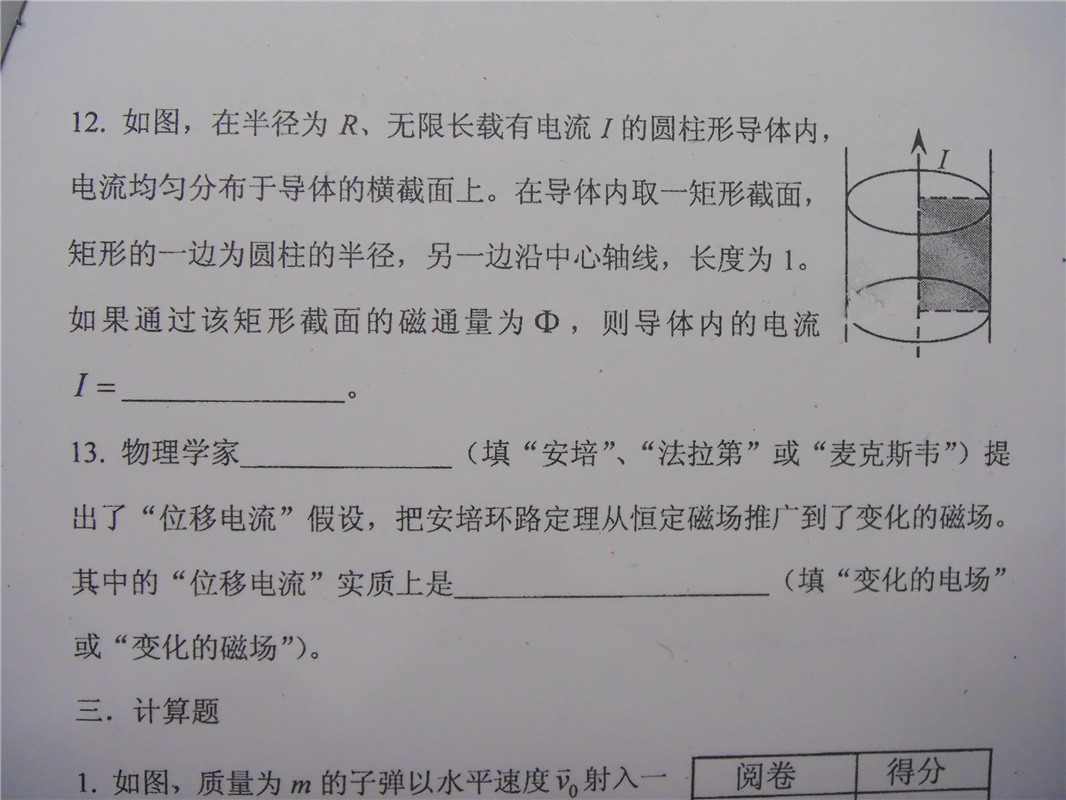 12. 如图，在半径为 R、无限长载有电流 I 的圆柱形导体内，
I
电流均匀分布于导体的横截面上。在导体内取一矩形截面，
矩形的一边为圆柱的半径，另一边沿中心轴线，长度为 1。
如果通过该矩形截面的磁通量为 Φ，则导体内的电流
I =____________。
13. 物理学家____________（填“安培”、“法拉第”或“麦克斯韦”）提
出了“位移电流”假设，把安培环路定理从恒定磁场推广到了变化的磁场。
其中的“位移电流”实质上是__________________（填“变化的电场”
或“变化的磁场”）。
三．计算题
1. 如图，质量为 m 的子弹以水平速度 v̄₀ 射入一
阅卷 得分